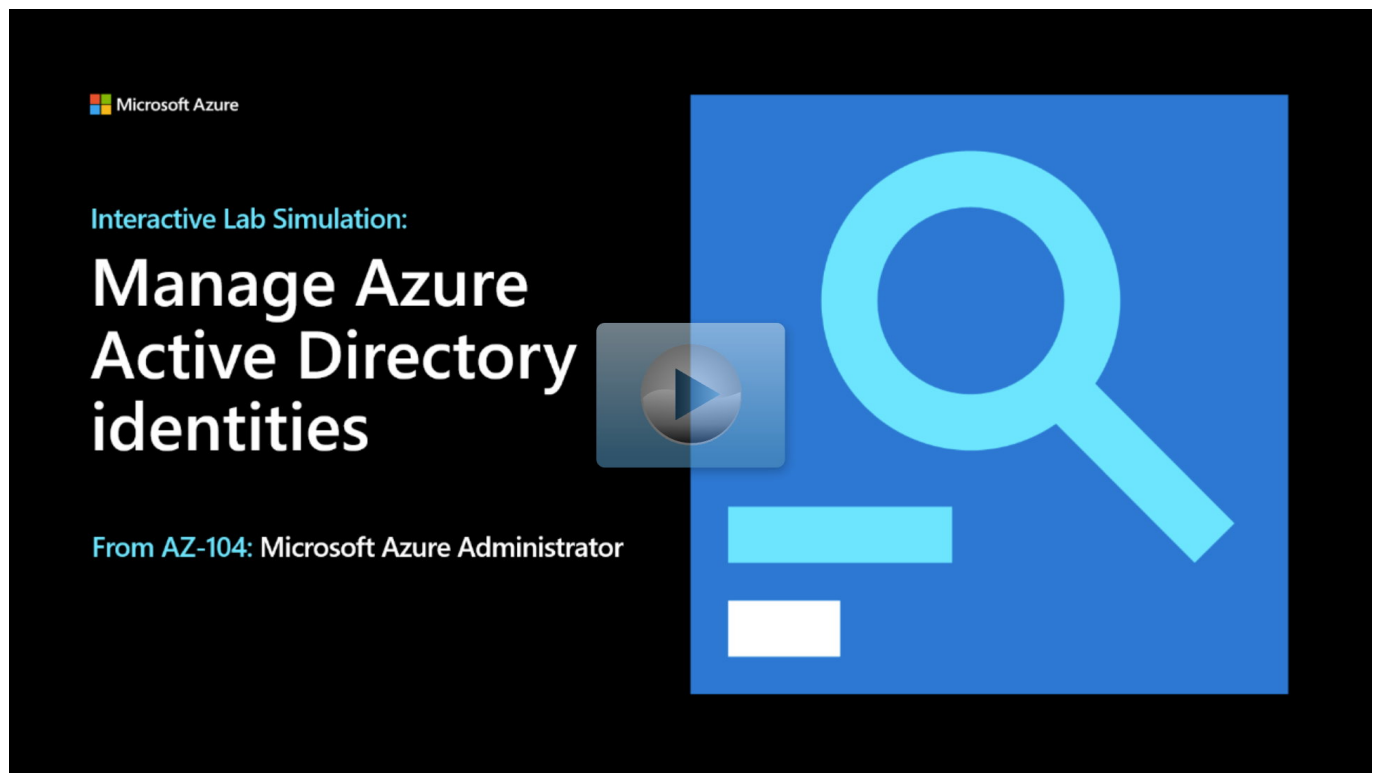 Microsoft Azure
Interactive Lab Simulation:
Manage Azure
Active Directory
identities
From AZ-104: Microsoft Azure Administrator